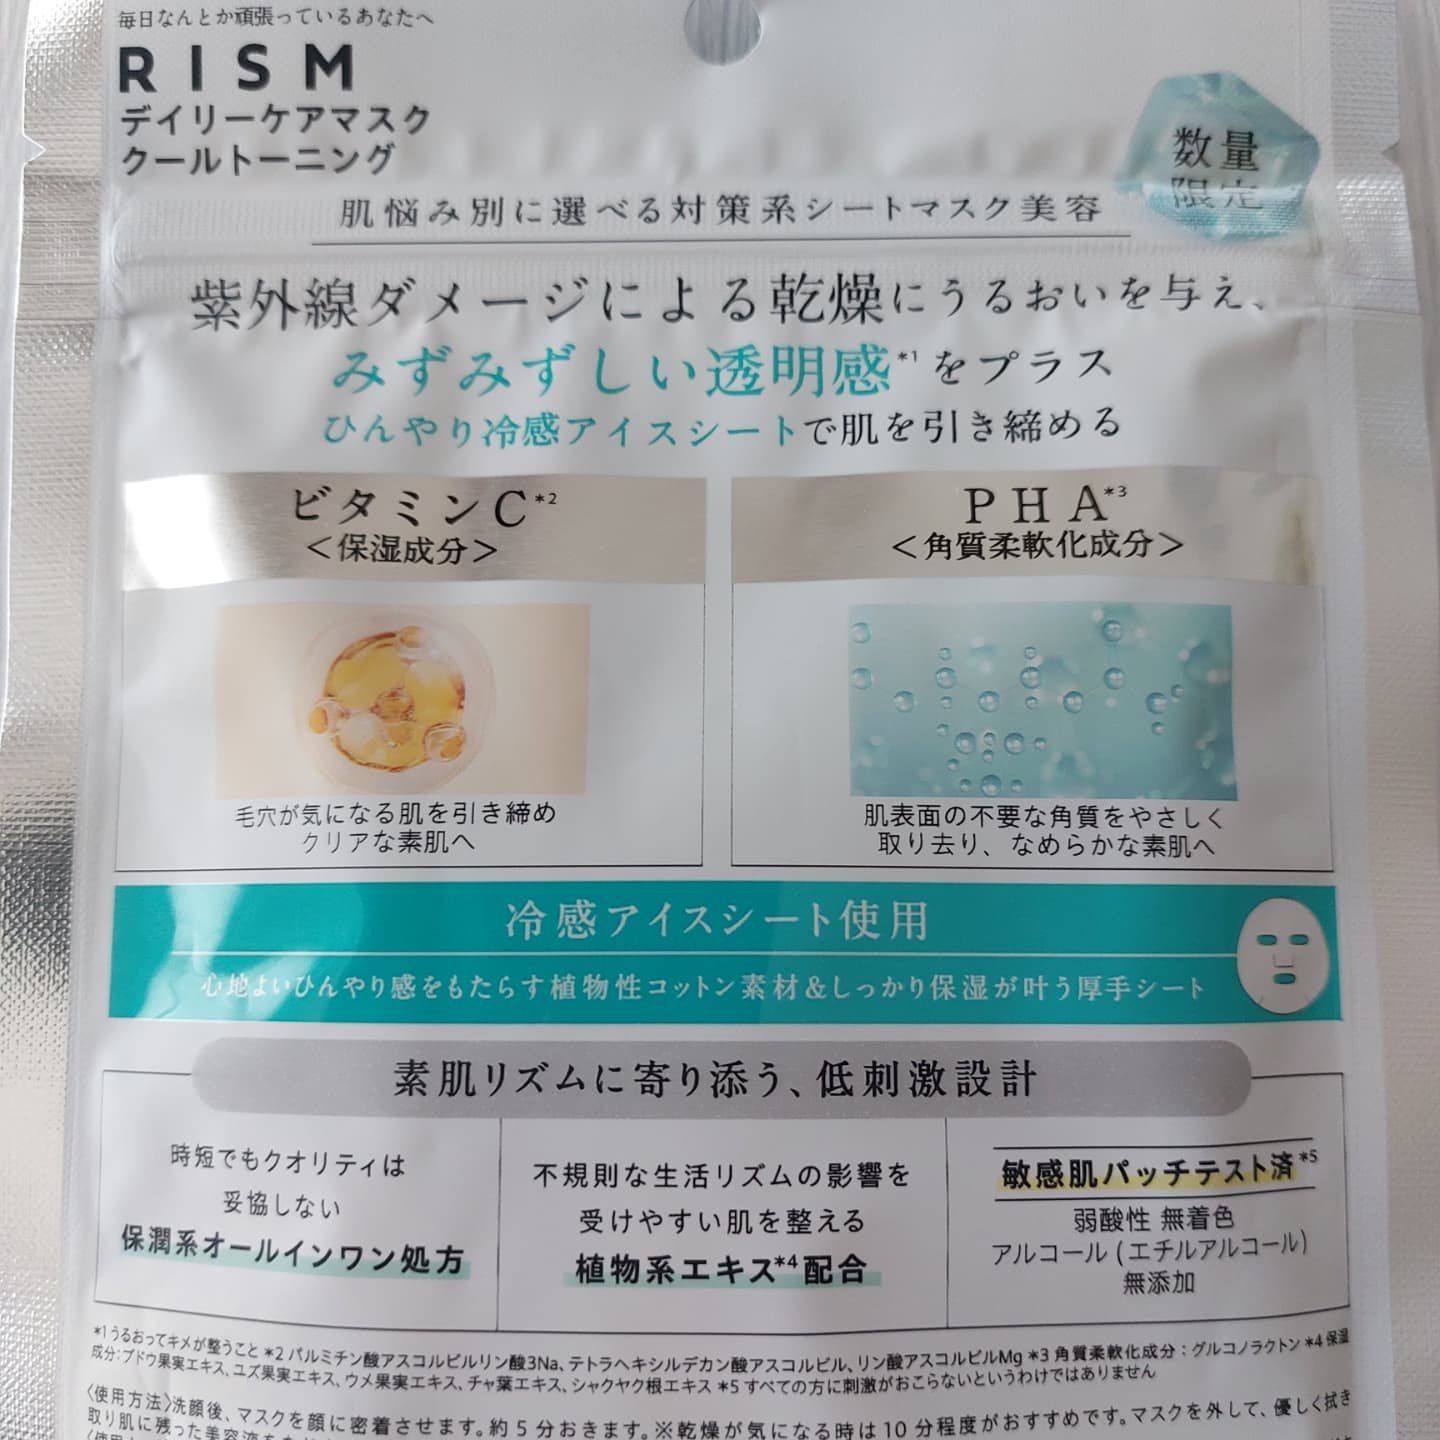 毎日なんとか頑張っているあなたへ
RISM
デイリーケアマスク
クールトーニング
数量
限定
肌悩み別に選べる対策系シートマスク美容
紫外線ダメージによる乾燥にうるおいを与え、
みずみずしい透明感*1をプラス
ひんやり冷感アイスシートで肌を引き締める
ビタミンC*2
<保湿成分>
毛穴が気になる肌を引き締め
クリアな素肌へ
PHA*3
<角質柔軟化成分>
肌表面の不要な角質をやさしく
取り去り、なめらかな素肌へ
冷感アイスシート使用
心地よいひんやり感をもたらす植物性コットン素材&しっかり保湿が叶う厚手シート
素肌リズムに寄り添う、低刺激設計
時短でもクオリティは
妥協しない
保潤系オールインワン処方
不規則な生活リズムの影響を
受けやすい肌を整える
植物系エキス*4配合
敏感肌パッチテスト済*5
弱酸性 無着色
アルコール(エチルアルコール)
無添加
*1うるおってキメが整うこと *2 パルミチン酸アスコルビルリン酸3Na、テトラヘキシルデカン酸アスコルビル、リン酸アスコルビルMg *3 角質柔軟化成分：グルコノラクトン *4 保湿
成分：ブドウ果実エキス、ユズ果実エキス、ウメ果実エキス、チャ葉エキス、シャクヤク根エキス *5 すべての方に刺激がおこらないというわけではありません
〈使用方法〉洗顔後、マスクを顔に密着させます。約5分おきます。※乾燥が気になる時は10分程度がおすすめです。マスクを外して、優しく拭き
取り肌に残った美容液を